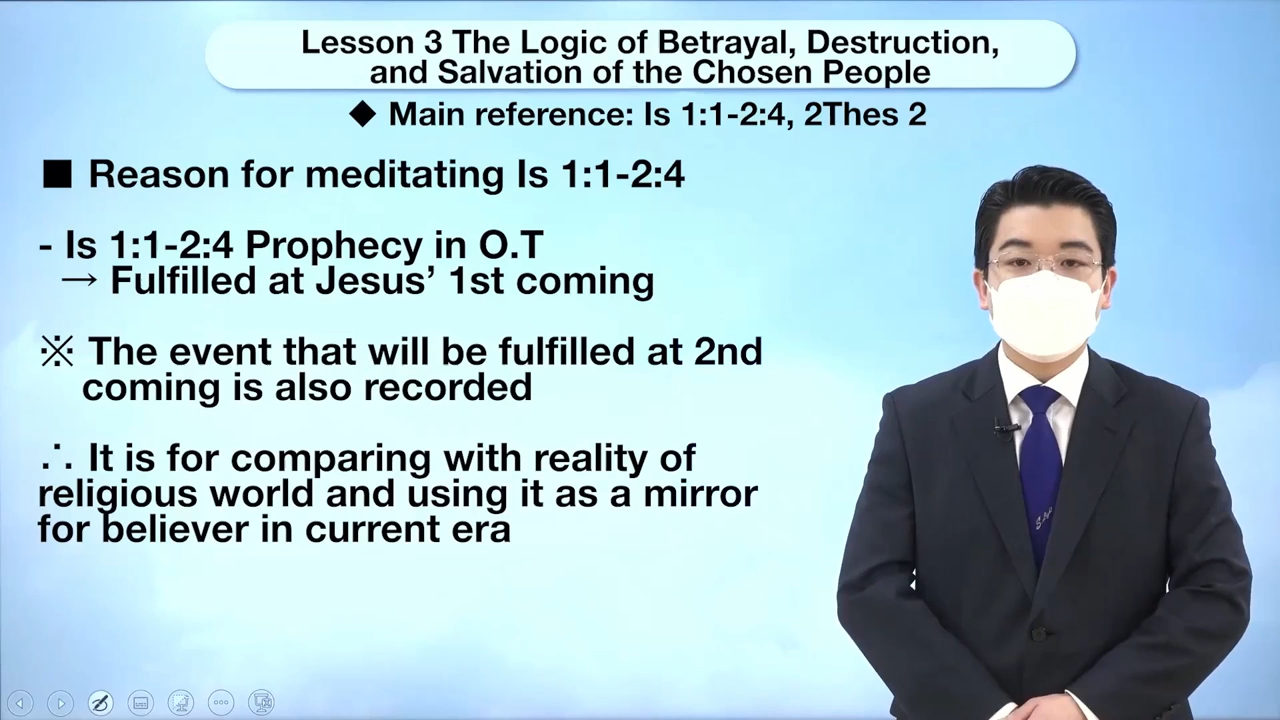 Lesson 3 The Logic of Betrayal, Destruction,
and Salvation of the Chosen People
◆ Main reference: Is 1:1-2:4, 2Thes 2
■ Reason for meditating Is 1:1-2:4
- Is 1:1-2:4 Prophecy in O.T
→ Fulfilled at Jesus’ 1st coming
※ The event that will be fulfilled at 2nd
coming is also recorded
∴ It is for comparing with reality of
religious world and using it as a mirror
for believer in current era